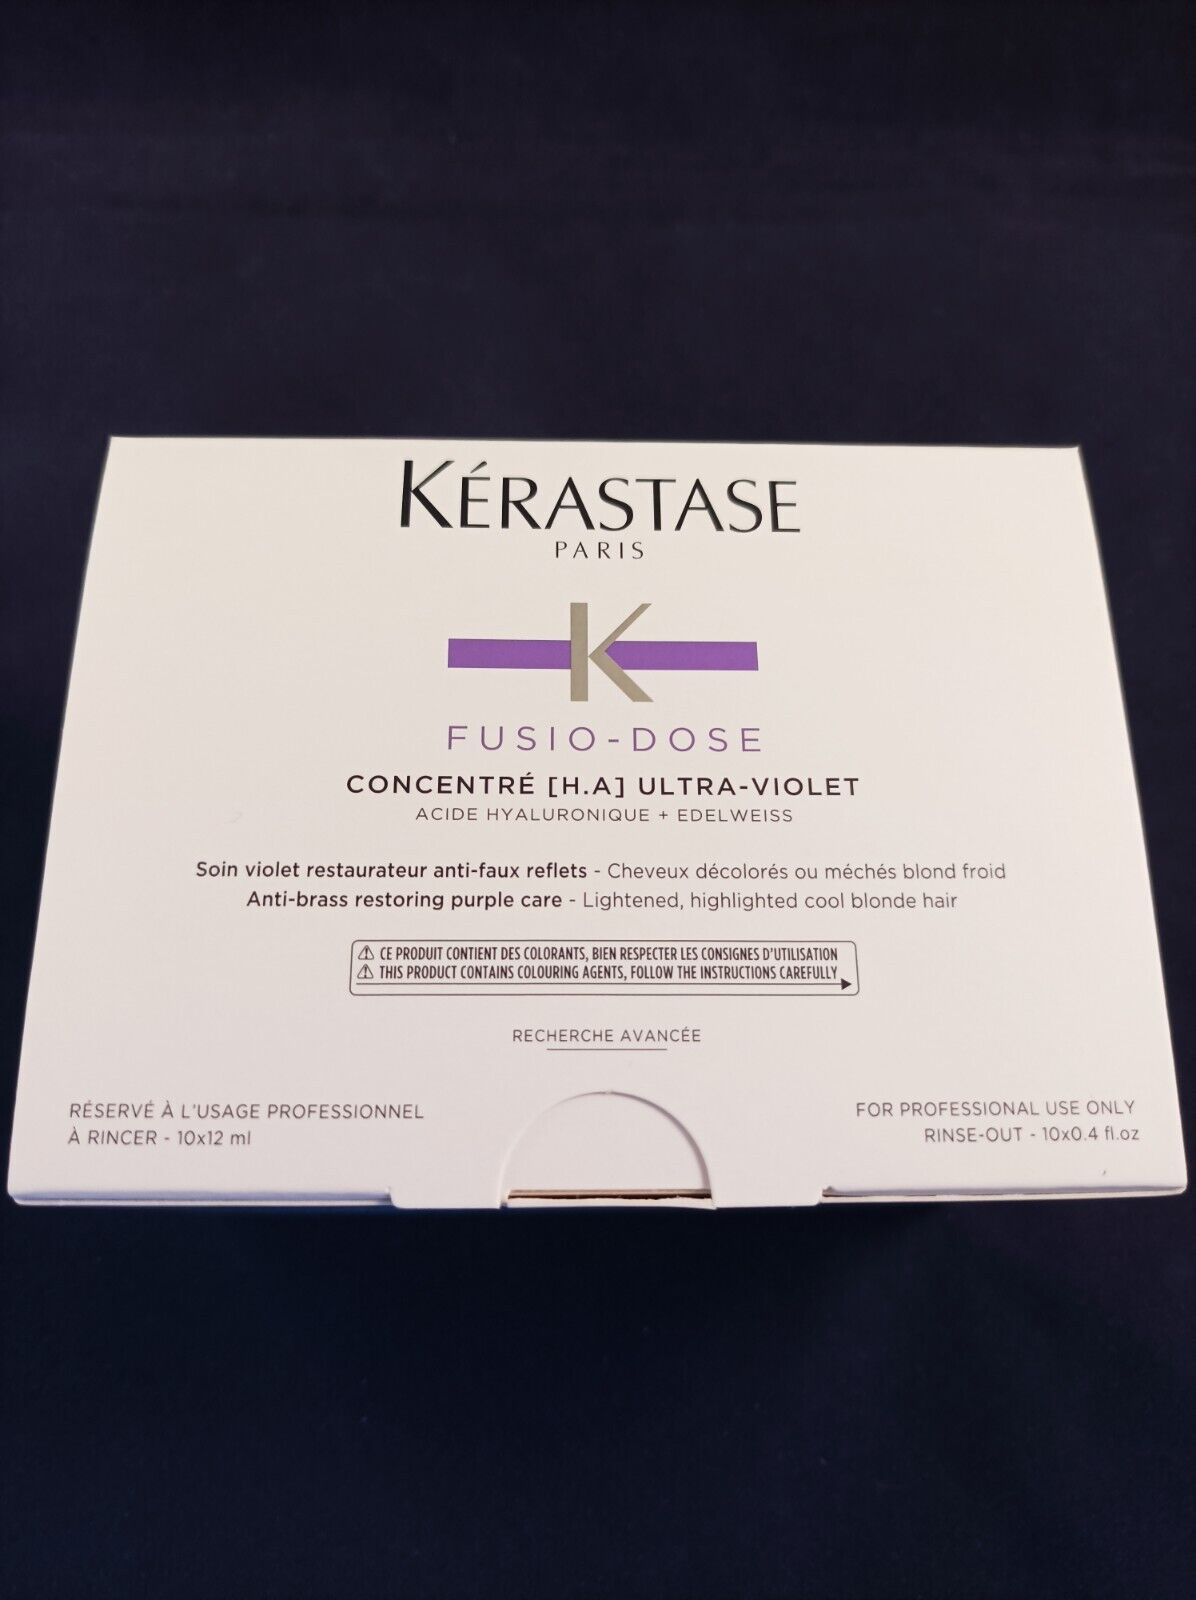 KÉRASTASE
PARIS
K
FUSIO-DOSE
CONCENTRÉ [H.A] ULTRA-VIOLET
ACIDE HYALURONIQUE + EDELWEISS
Soin violet restaurateur anti-faux reflets - Cheveux décolorés ou méchés blond froid
Anti-brass restoring purple care - Lightened, highlighted cool blonde hair
⚠ CE PRODUIT CONTIENT DES COLORANTS, BIEN RESPECTER LES CONSIGNES D'UTILISATION
⚠ THIS PRODUCT CONTAINS COLOURING AGENTS, FOLLOW THE INSTRUCTIONS CAREFULLY
RECHERCHE AVANCÉE
RÉSERVÉ À L'USAGE PROFESSIONNEL
À RINCER - 10x12 ml
FOR PROFESSIONAL USE ONLY
RINSE-OUT - 10x0.4 fl.oz